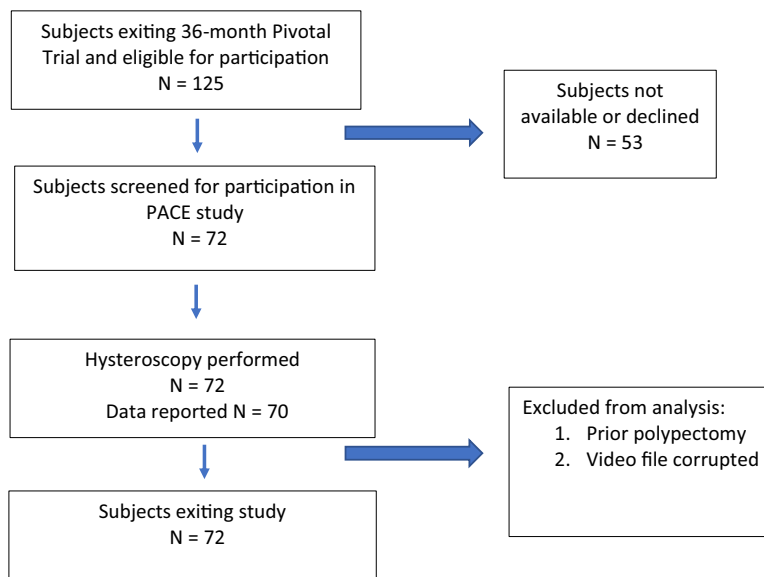 Subjects exiting 36-month Pivotal
Trial and eligible for participation
N = 125
Subjects not
available or declined
N = 53
Subjects screened for participation in
PACE study
N = 72
Hysteroscopy performed
N = 72
Data reported N = 70
Excluded from analysis:
1. Prior polypectomy
2. Video file corrupted
Subjects exiting study
N = 72